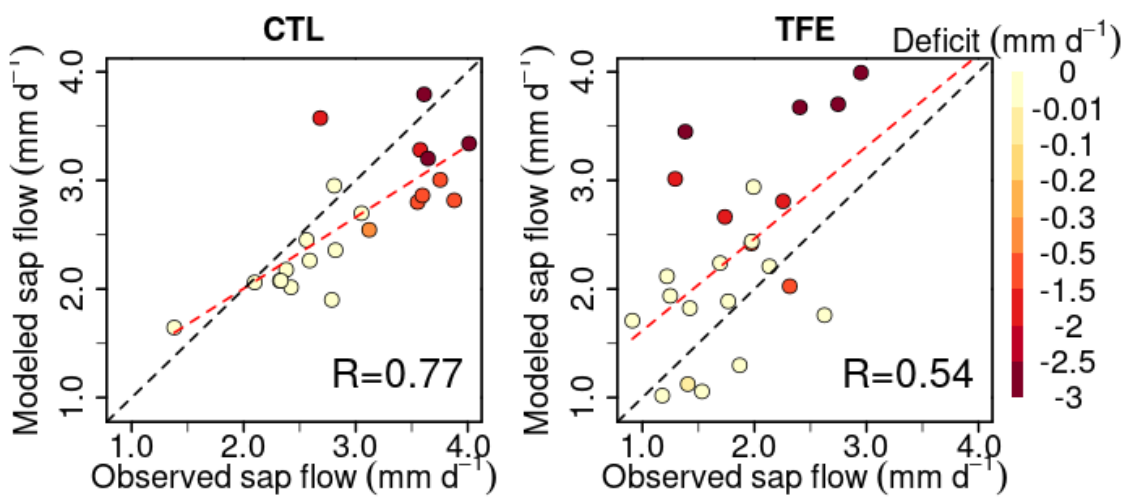 CTL
Modeled sap flow (mm d⁻¹)
4.0
3.0
2.0
1.0
R=0.77
1.0 2.0 3.0 4.0
Observed sap flow (mm d⁻¹)
TFE
Modeled sap flow (mm d⁻¹)
4.0
3.0
2.0
1.0
R=0.54
1.0 2.0 3.0 4.0
Observed sap flow (mm d⁻¹)
Deficit (mm d⁻¹)
0
-0.01
-0.1
-0.2
-0.3
-0.5
-1.5
-2
-2.5
-3